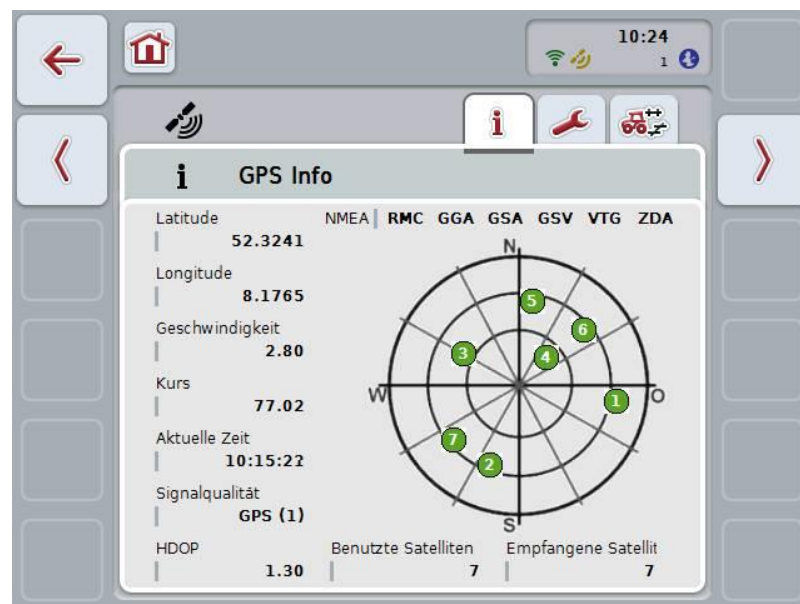 10:24
1
i
i GPS Info
Latitude
52.3241
Longitude
8.1765
Geschwindigkeit
2.80
Kurs
77.02
Aktuelle Zeit
10:15:22
Signalqualität
GPS (1)
HDOP
1.30
NMEA RMC GGA GSA GSV VTG ZDA
N
5
6
3
4
W
1
O
7
2
S
Benutzte Satelliten
7
Empfangene Satellit
7